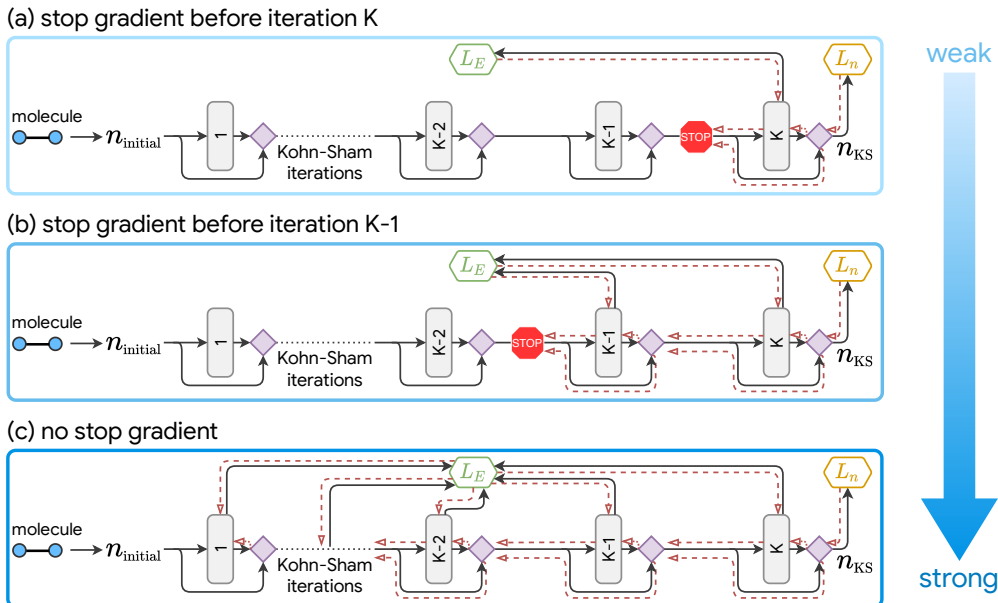 (a) stop gradient before iteration K
weak
L_E
L_n
molecule
n_initial
1
Kohn-Sham
iterations
K-2
K-1
STOP
K
n_KS
(b) stop gradient before iteration K-1
L_E
L_n
molecule
n_initial
1
Kohn-Sham
iterations
K-2
STOP
K-1
K
n_KS
(c) no stop gradient
L_E
L_n
molecule
n_initial
1
Kohn-Sham
iterations
K-2
K-1
K
n_KS
strong